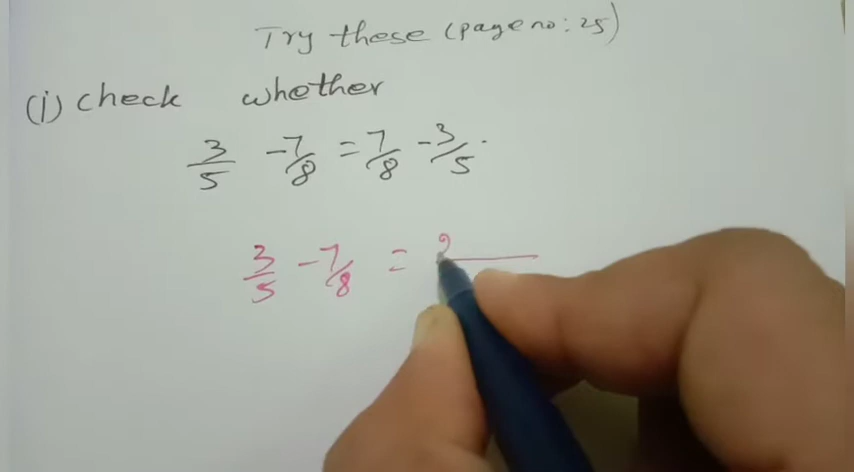 Try these (page no: 25)
(i) check whether
3/5 - 7/8 = 7/8 - 3/5.
3/5 - 7/8 =